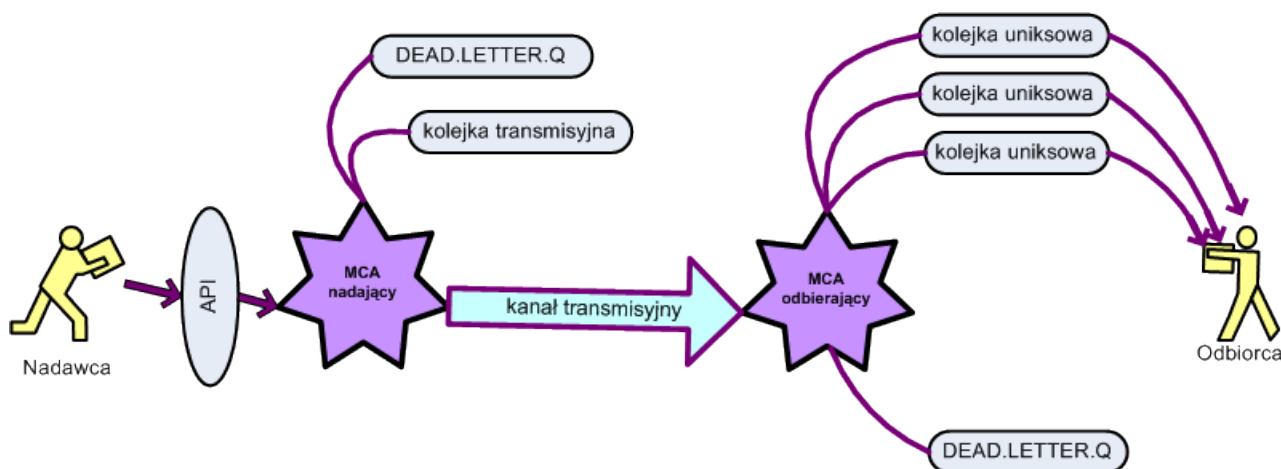 DEAD.LETTER.Q
kolejka transmisyjna
kolejka uniksowa
kolejka uniksowa
kolejka uniksowa
Nadawca
API
MCA
nadający
kanał transmisyjny
MCA
odbierający
Odbiorca
DEAD.LETTER.Q